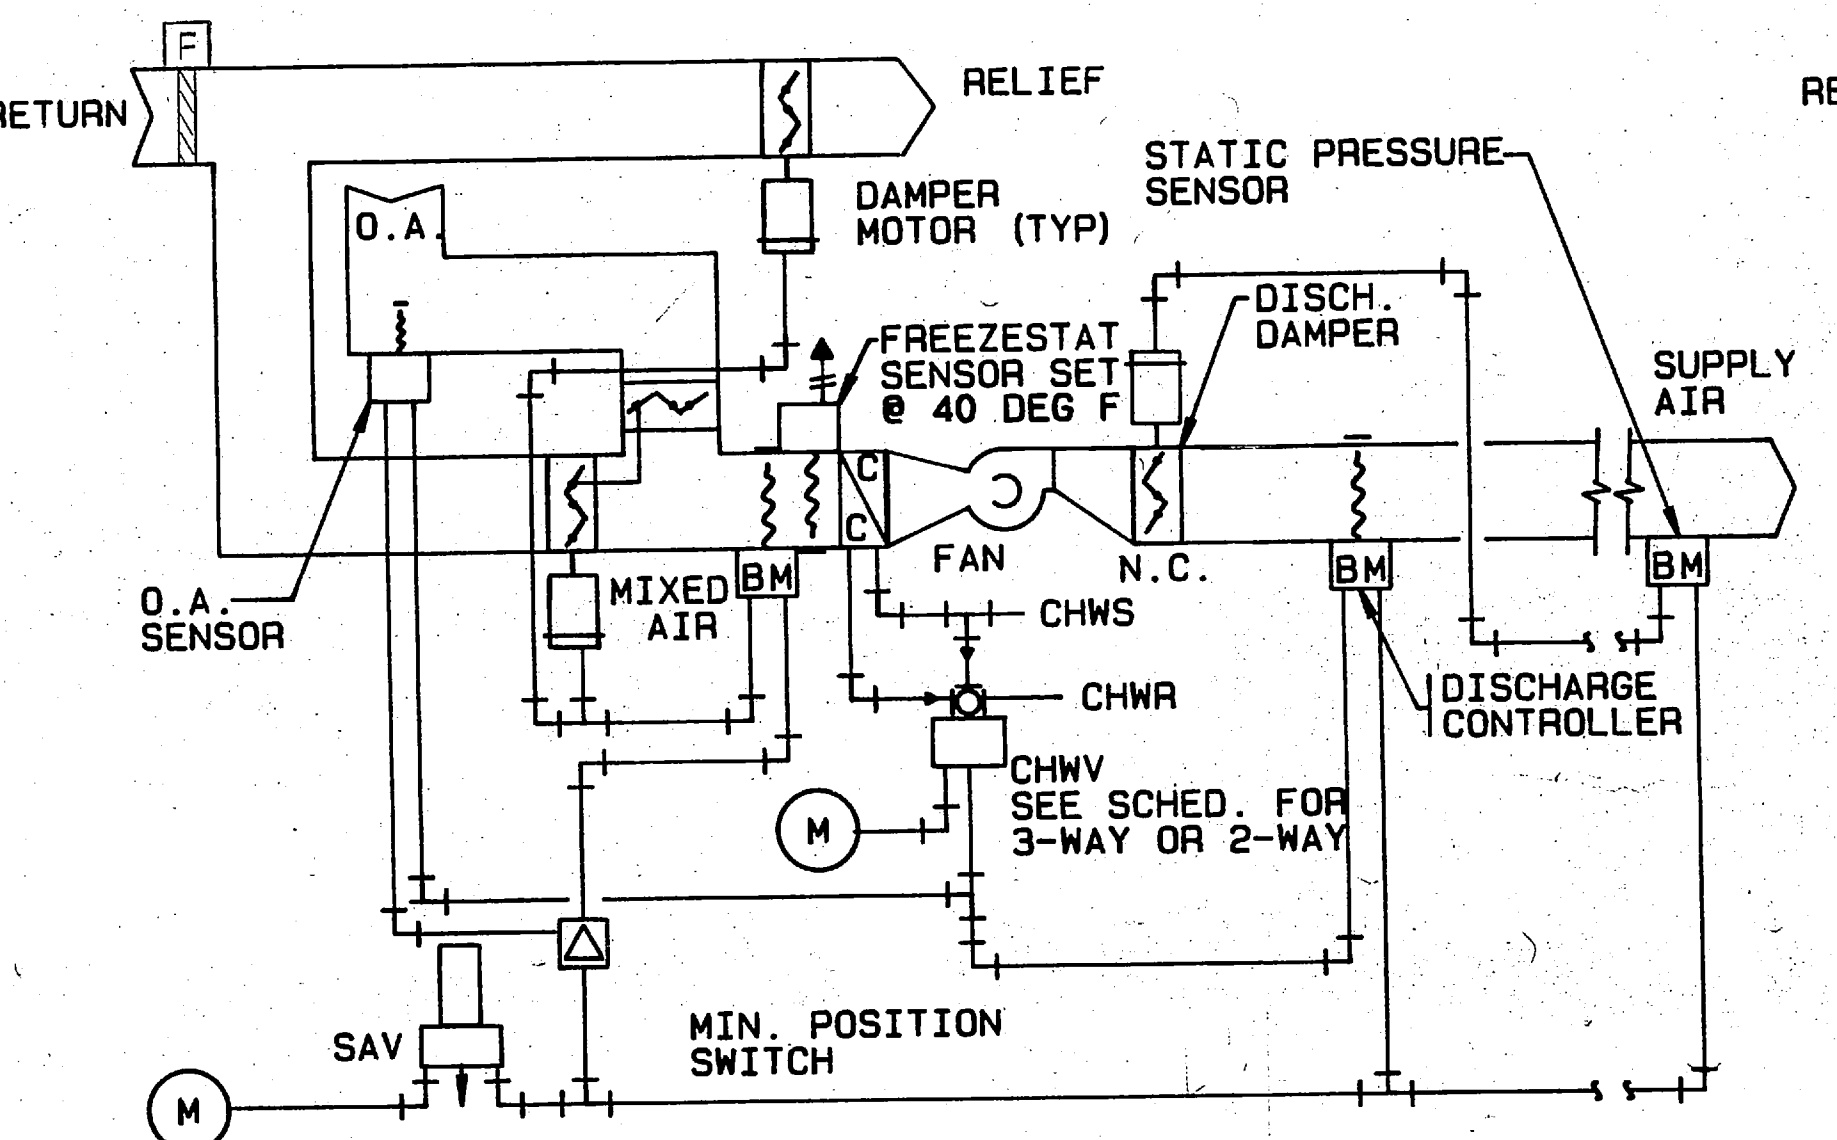 F
RETURN
RELIEF
RE
STATIC PRESSURE
SENSOR
O.A.
DAMPER
MOTOR (TYP)
DISCH.
DAMPER
FREEZESTAT
SENSOR SET
@ 40 DEG F
SUPPLY
AIR
C
C
FAN
N.C.
BM
BM
BM
MIXED
AIR
O.A.
SENSOR
CHWS
CHWR
DISCHARGE
CONTROLLER
CHWV
SEE SCHED. FOR
3-WAY OR 2-WAY
M
MIN. POSITION
SWITCH
SAV
M